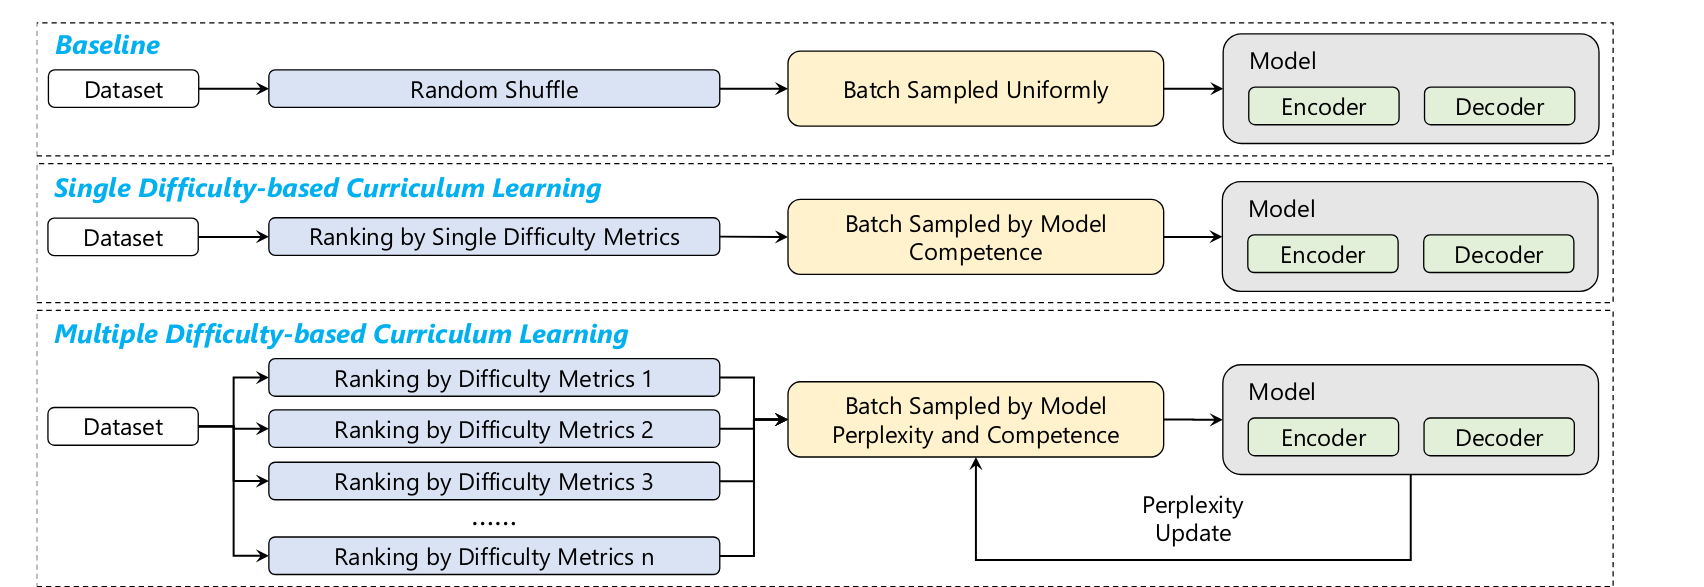 Baseline
Dataset
Random Shuffle
Batch Sampled Uniformly
Model
Encoder
Decoder
Single Difficulty-based Curriculum Learning
Dataset
Ranking by Single Difficulty Metrics
Batch Sampled by Model
Competence
Model
Encoder
Decoder
Multiple Difficulty-based Curriculum Learning
Dataset
Ranking by Difficulty Metrics 1
Ranking by Difficulty Metrics 2
Ranking by Difficulty Metrics 3
......
Ranking by Difficulty Metrics n
Batch Sampled by Model
Perplexity and Competence
Model
Encoder
Decoder
Perplexity
Update